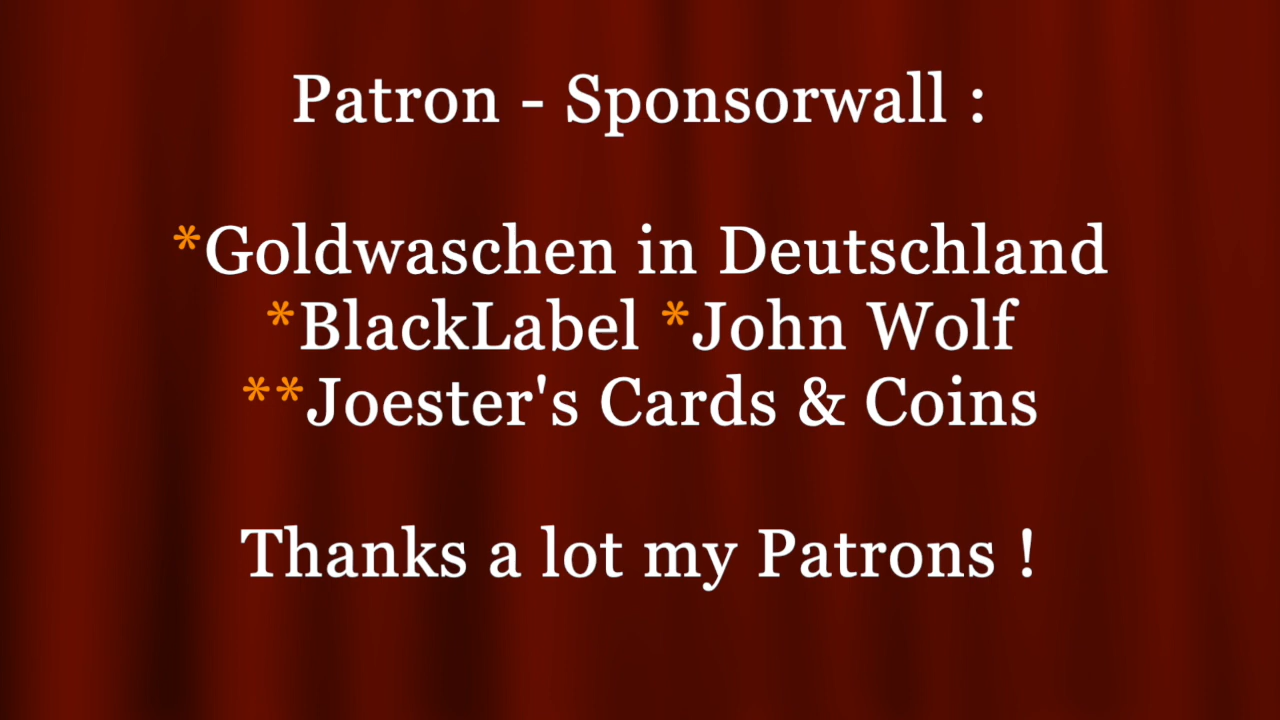 Patron - Sponsorwall :
*Goldwaschen in Deutschland
*BlackLabel *John Wolf
**Joester's Cards & Coins
Thanks a lot my Patrons !